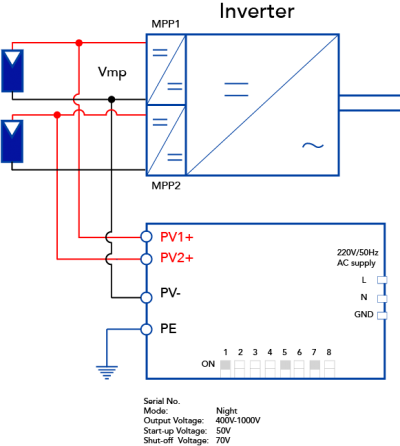 Inverter
MPP1
Vmp
MPP2
PV1+
PV2+
PV-
PE
220V/50Hz
AC supply
L
N
GND
1 2 3 4 5 6 7 8
ON
Serial No.
Mode: Night
Output Voltage: 400V-1000V
Start-up Voltage: 50V
Shut-off Voltage: 70V